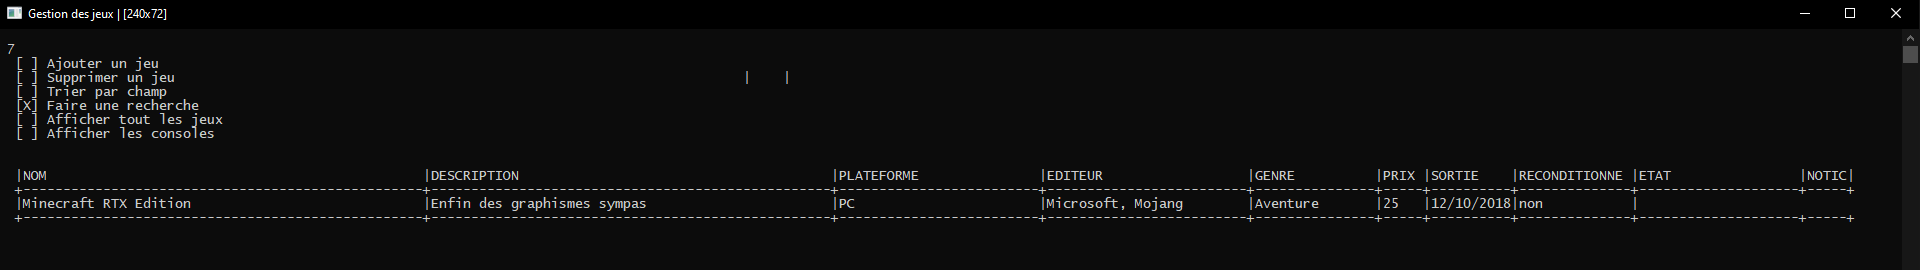 Gestion des jeux | [240x72]
7
[ ] Ajouter un jeu
[ ] Supprimer un jeu | |
[ ] Trier par champ
[X] Faire une recherche
[ ] Afficher tout les jeux
[ ] Afficher les consoles
|NOM |DESCRIPTION |PLATEFORME |EDITEUR |GENRE |PRIX |SORTIE |RECONDITIONNE |ETAT |NOTIC|
|Minecraft RTX Edition |Enfin des graphismes sympas |PC |Microsoft, Mojang |Aventure |25 |12/10/2018|non |